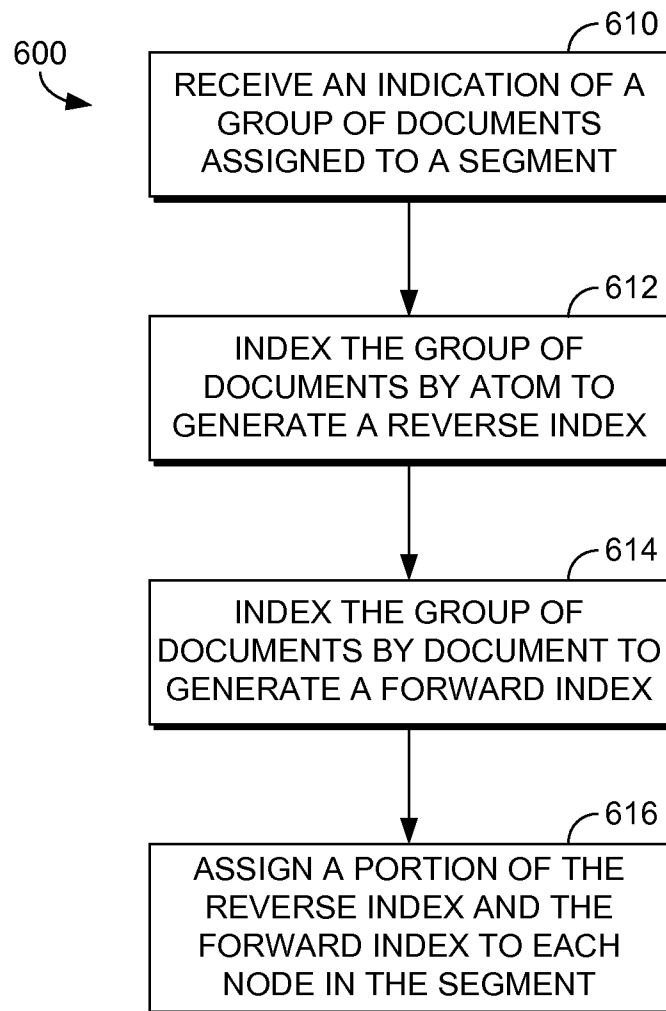 600
610
RECEIVE AN INDICATION OF A
GROUP OF DOCUMENTS
ASSIGNED TO A SEGMENT
612
INDEX THE GROUP OF
DOCUMENTS BY ATOM TO
GENERATE A REVERSE INDEX
614
INDEX THE GROUP OF
DOCUMENTS BY DOCUMENT TO
GENERATE A FORWARD INDEX
616
ASSIGN A PORTION OF THE
REVERSE INDEX AND THE
FORWARD INDEX TO EACH
NODE IN THE SEGMENT